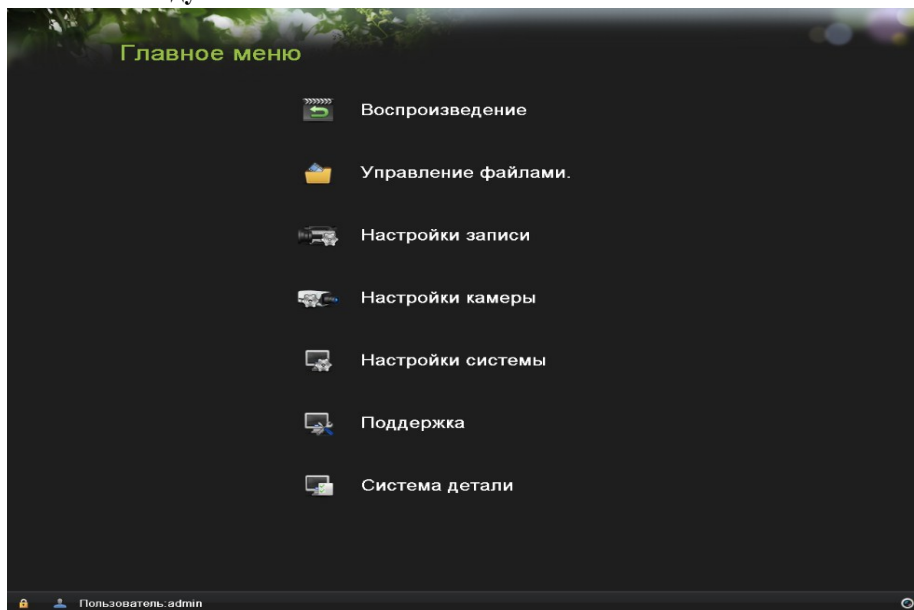 Главное меню
Воспроизведение
Управление файлами.
Настройки записи
Настройки камеры
Настройки системы
Поддержка
Система детали
Пользователь:admin